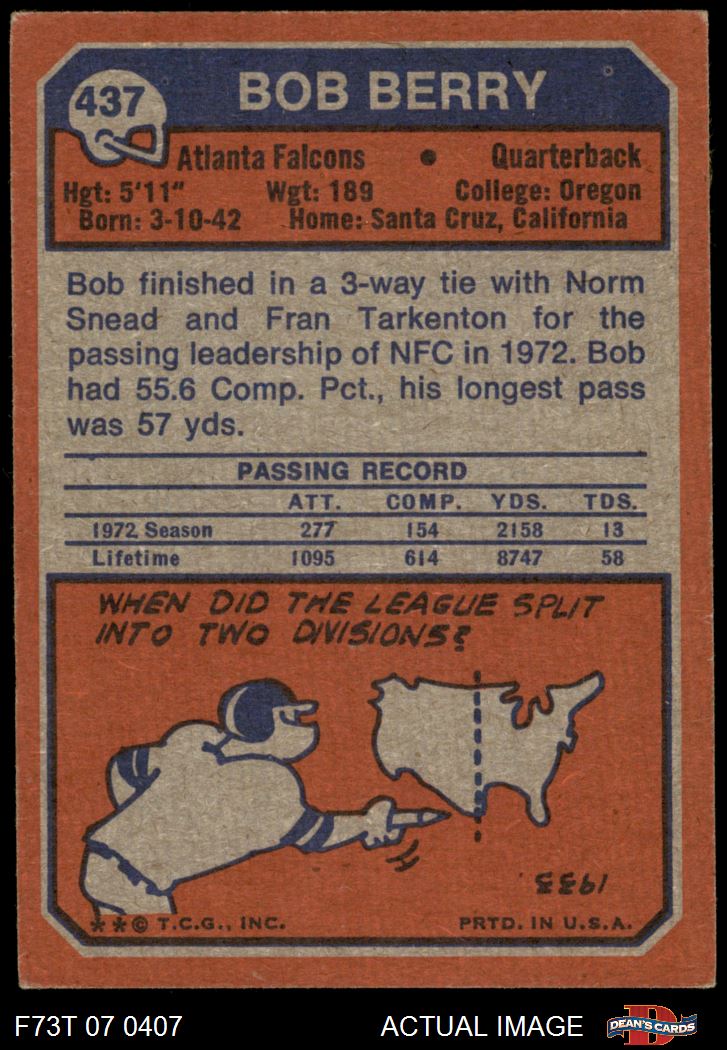 437
BOB BERRY
Atlanta Falcons • Quarterback
Hgt: 5'11" Wgt: 189 College: Oregon
Born: 3-10-42 Home: Santa Cruz, California
Bob finished in a 3-way tie with Norm
Snead and Fran Tarkenton for the
passing leadership of NFC in 1972. Bob
had 55.6 Comp. Pct., his longest pass
was 57 yds.
PASSING RECORD
ATT. COMP. YDS. TDS.
1972 Season 277 154 2158 13
Lifetime 1095 614 8747 58
WHEN DID THE LEAGUE SPLIT
INTO TWO DIVISIONS?
1933
**© T.C.G., INC. PRTD. IN U.S.A.
F73T 07 0407 ACTUAL IMAGE
D
DEAN'S CARDS